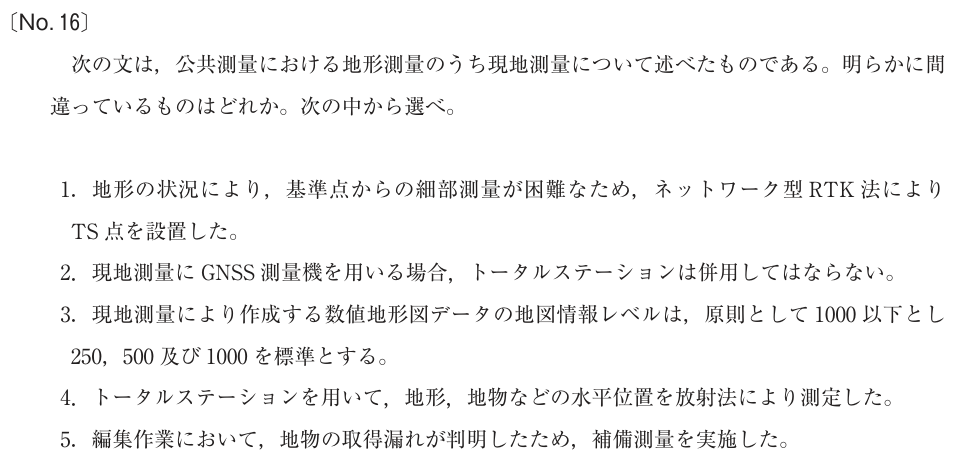 〔No. 16〕
次の文は，公共測量における地形測量のうち現地測量について述べたものである。明らかに間
違っているものはどれか。次の中から選べ。
1．地形の状況により，基準点からの細部測量が困難なため，ネットワーク型 RTK 法により
TS 点を設置した。
2．現地測量に GNSS 測量機を用いる場合，トータルステーションは併用してはならない。
3．現地測量により作成する数値地形図データの地図情報レベルは，原則として 1000 以下とし
250，500 及び 1000 を標準とする。
4．トータルステーションを用いて，地形，地物などの水平位置を放射法により測定した。
5．編集作業において，地物の取得漏れが判明したため，補備測量を実施した。